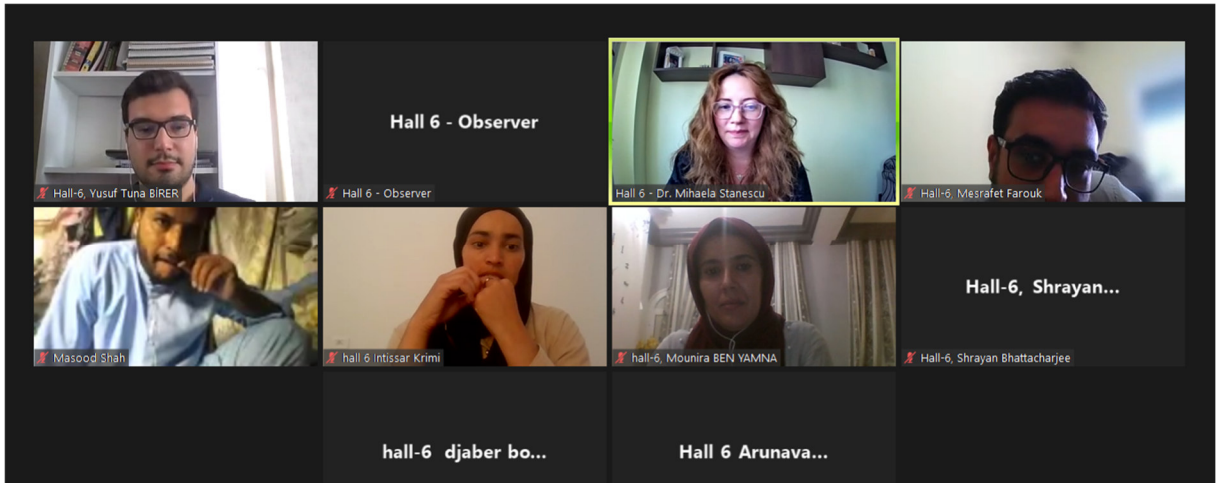 Hall-6, Yusuf Tuna BİRER
Hall 6 - Observer
Hall 6 - Observer
Hall 6 - Dr. Mihaela Stanescu
Hall-6, Mesrafet Farouk
Masood Shah
hall 6 Intissar Krimi
hall-6, Mounira BEN YAMNA
Hall-6, Shrayan...
Hall-6, Shrayan Bhattacharjee
hall-6 djaber bo...
Hall 6 Arunava...